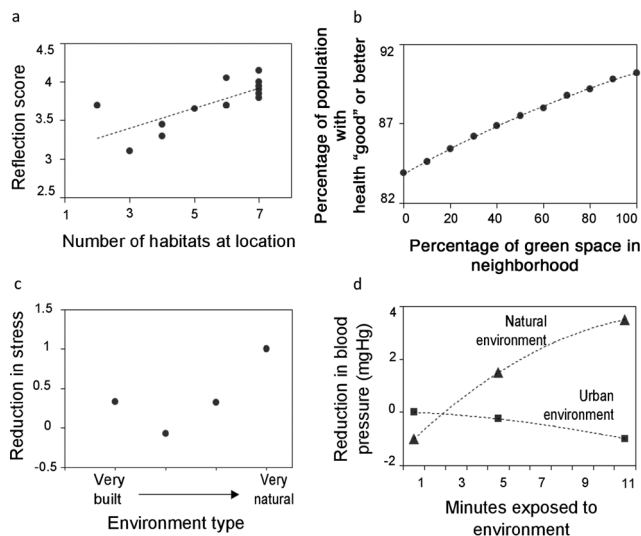 a
Reflection score
4.5
4
3.5
3
2.5
1
3
5
7
Number of habitats at location
b
Percentage of population
with
health "good" or better
92
87
82
0
20
40
60
80
100
Percentage of green space in
neighborhood
c
Reduction in stress
1.5
1
0.5
0
-0.5
Very
built
Very
natural
Environment type
d
Reduction in blood
pressure (mgHg)
4
2
0
-2
Natural
environment
Urban
environment
1
3
5
7
9
11
Minutes exposed to
environment